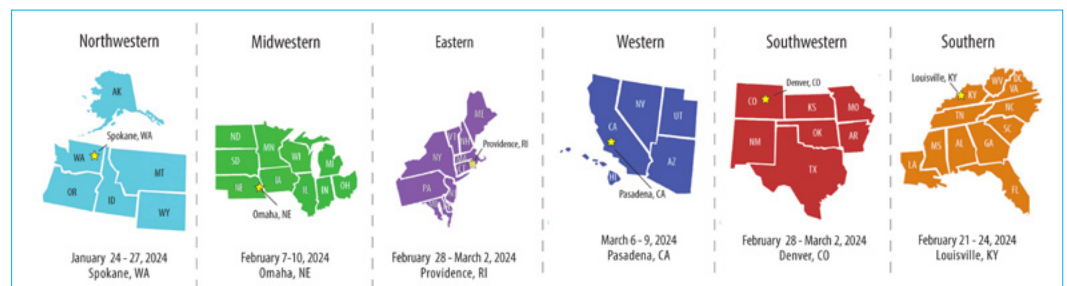 Northwestern
AK
Spokane, WA
WA
MT
OR
ID
WY
January 24 - 27, 2024
Spokane, WA
Midwestern
ND
MN
SD
WI
MI
NE
IA
IL
IN
OH
Omaha, NE
February 7-10, 2024
Omaha, NE
Eastern
ME
VT
NH
NY
Providence, RI
PA
February 28 - March 2, 2024
Providence, RI
Western
NV
UT
CA
AZ
HI
Pasadena, CA
March 6 - 9, 2024
Pasadena, CA
Southwestern
Denver, CO
CO
KS
MO
OK
AR
NM
TX
February 28 - March 2, 2024
Denver, CO
Southern
Louisville, KY
WV
DC
KY
VA
TN
NC
SC
MS
AL
GA
LA
FL
February 21 - 24, 2024
Louisville, KY